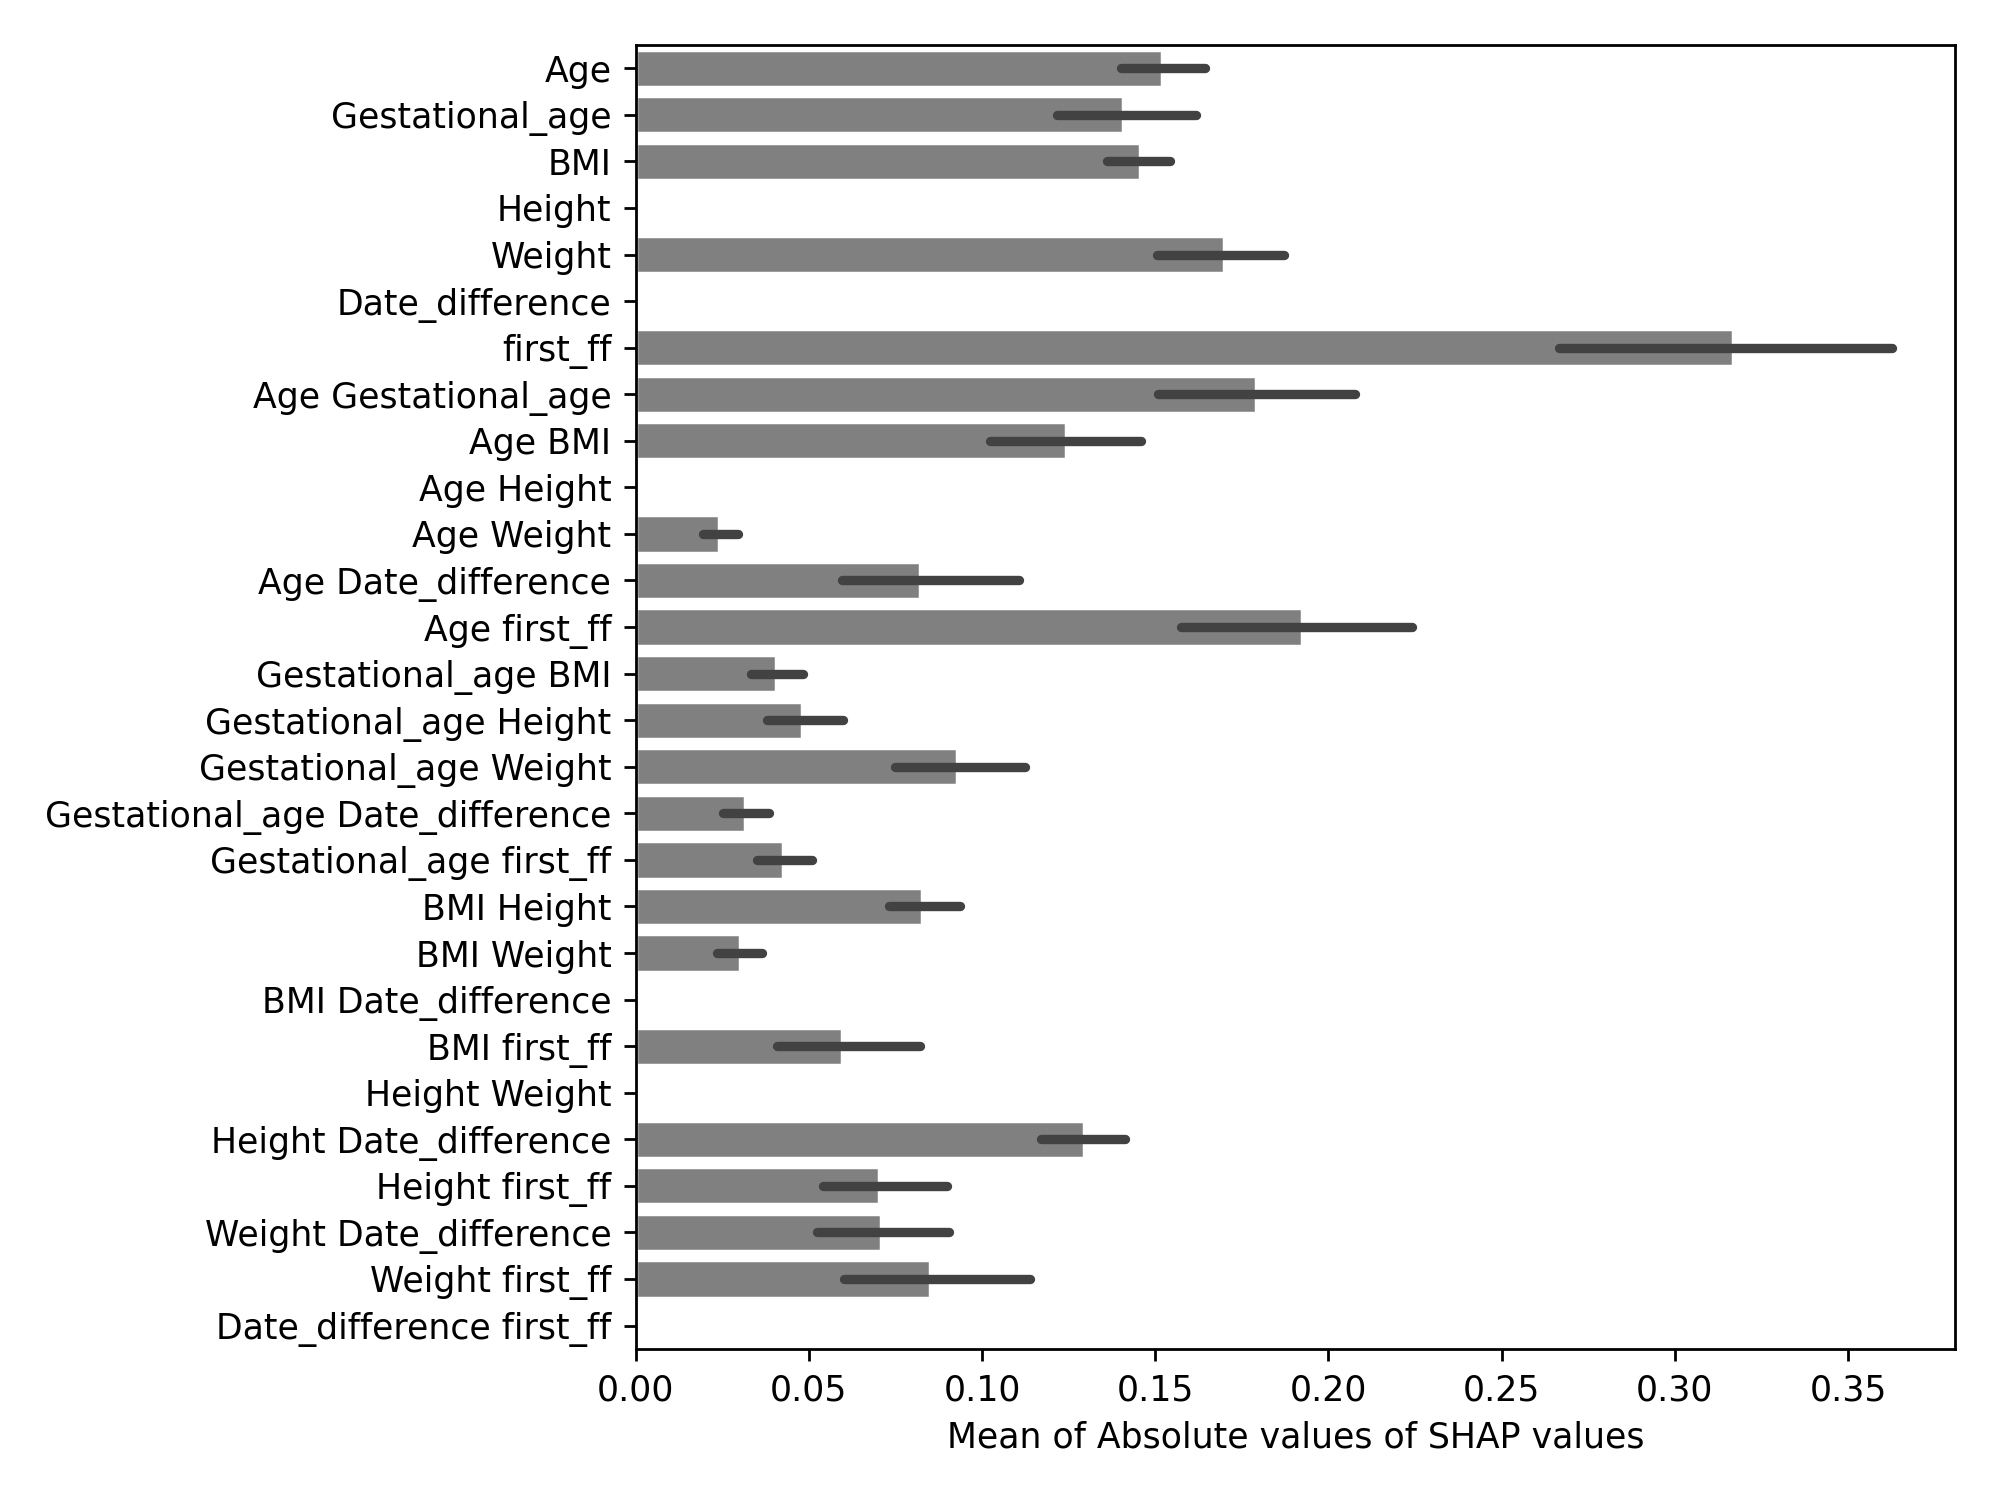 Age
Gestational_age
BMI
Height
Weight
Date_difference
first_ff
Age Gestational_age
Age BMI
Age Height
Age Weight
Age Date_difference
Age first_ff
Gestational_age BMI
Gestational_age Height
Gestational_age Weight
Gestational_age Date_difference
Gestational_age first_ff
BMI Height
BMI Weight
BMI Date_difference
BMI first_ff
Height Weight
Height Date_difference
Height first_ff
Weight Date_difference
Weight first_ff
Date_difference first_ff
0.00 0.05 0.10 0.15 0.20 0.25 0.30 0.35
Mean of Absolute values of SHAP values